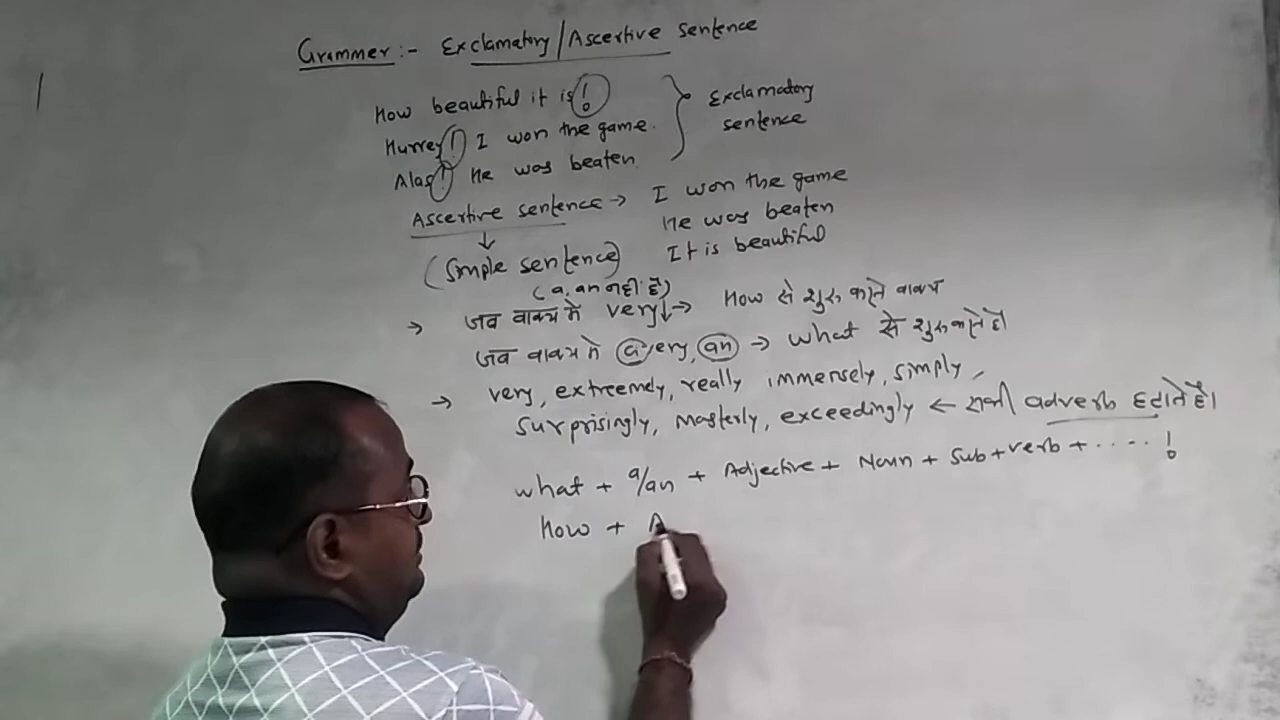 Grammer :- Exclamatory/Ascertive sentence
How beautiful it is!
Hurrey! I won the game.
Alas! He was beaten.
Exclamatory
sentence
Ascertive sentence → I won the game
He was beaten
It is beautiful
↓
(Simple sentence)
(a, an नही है)
→ जब वाक्य मे very↓→ How से शुरु करते वाक्य
जब वाक्य मे a very, an → what से शुरु करते है
→ very, extreemly, really immensely, simply,
Surprisingly, Masterly, exceedingly ← सभी adverb हटाते है।
what + a/an + Adjective + Noun + Sub + verb + ..... !
How + A